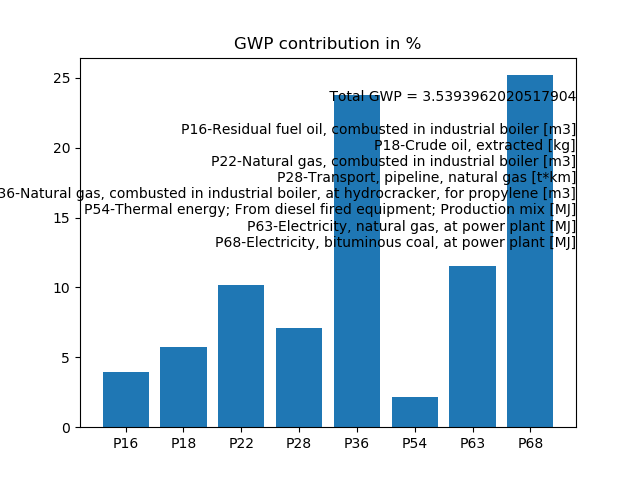 GWP contribution in %
25
20
15
10
5
0
Total GWP = 3.5393962020517904
P16-Residual fuel oil, combusted in industrial boiler [m3]
P18-Crude oil, extracted [kg]
P22-Natural gas, combusted in industrial boiler [m3]
P28-Transport, pipeline, natural gas [t*km]
36-Natural gas, combusted in industrial boiler, at hydrocracker, for propylene [m3]
P54-Thermal energy; From diesel fired equipment; Production mix [MJ]
P63-Electricity, natural gas, at power plant [MJ]
P68-Electricity, bituminous coal, at power plant [MJ]
P16 P18 P22 P28 P36 P54 P63 P68